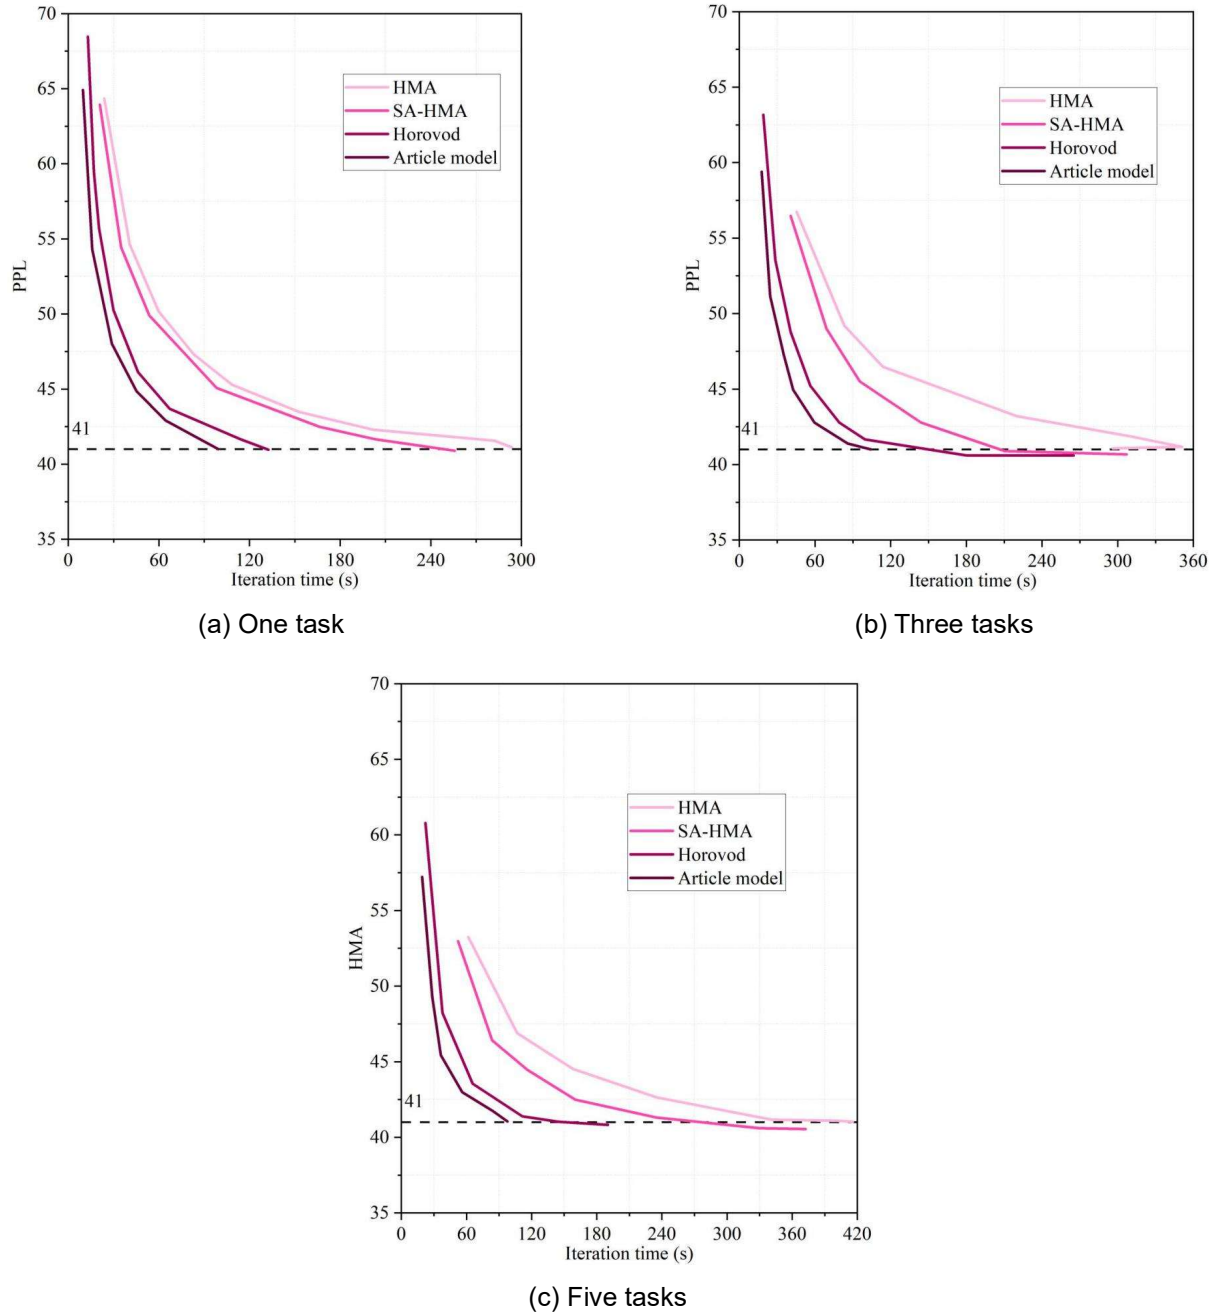 70
65
60
55
50
45
40
35
PPL
41
HMA
SA-HMA
Horovod
Article model
0 60 120 180 240 300
Iteration time (s)
(a) One task
70
65
60
55
50
45
40
35
PPL
41
HMA
SA-HMA
Horovod
Article model
0 60 120 180 240 300 360
Iteration time (s)
(b) Three tasks
70
65
60
55
50
45
40
35
HMA
41
HMA
SA-HMA
Horovod
Article model
0 60 120 180 240 300 360 420
Iteration time (s)
(c) Five tasks